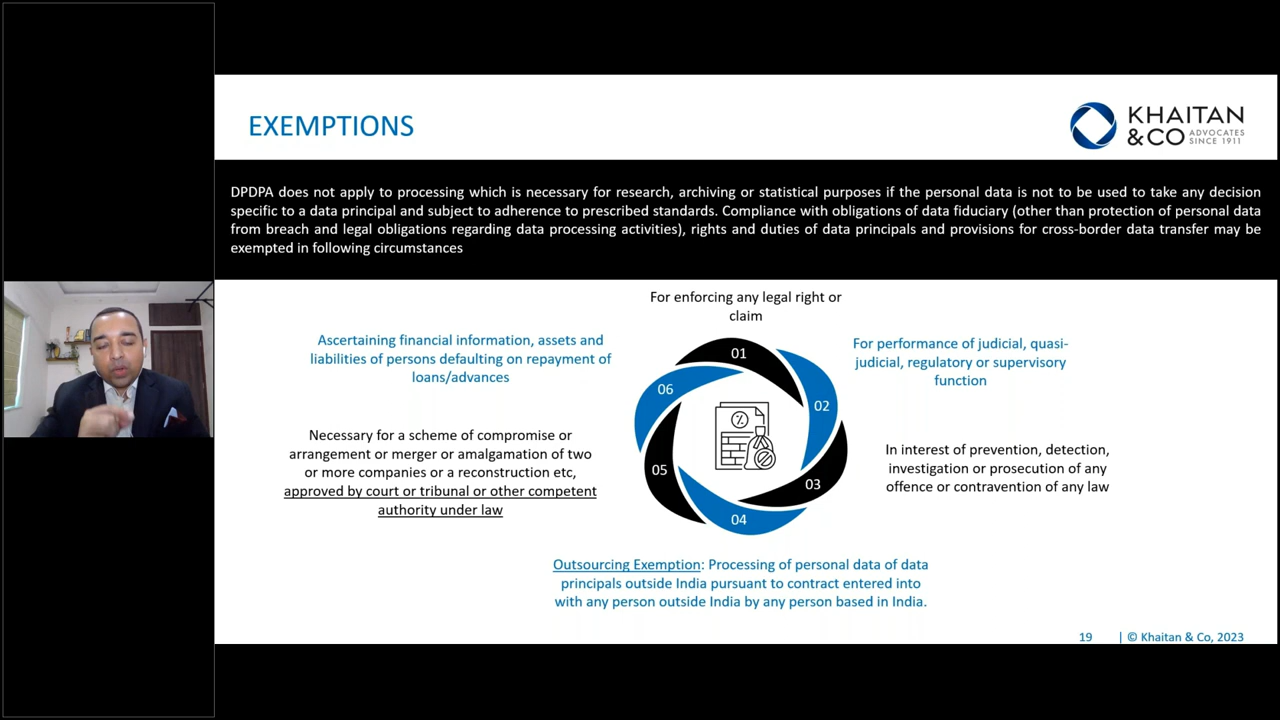 EXEMPTIONS
KHAITAN
&CO ADVOCATES
SINCE 1911
DPDPA does not apply to processing which is necessary for research, archiving or statistical purposes if the personal data is not to be used to take any decision
specific to a data principal and subject to adherence to prescribed standards. Compliance with obligations of data fiduciary (other than protection of personal data
from breach and legal obligations regarding data processing activities), rights and duties of data principals and provisions for cross-border data transfer may be
exempted in following circumstances
For enforcing any legal right or
claim
01
For performance of judicial, quasi-
judicial, regulatory or supervisory
function
02
In interest of prevention, detection,
investigation or prosecution of any
offence or contravention of any law
03
04
Outsourcing Exemption: Processing of personal data of data
principals outside India pursuant to contract entered into
with any person outside India by any person based in India.
05
Necessary for a scheme of compromise or
arrangement or merger or amalgamation of two
or more companies or a reconstruction etc,
approved by court or tribunal or other competent
authority under law
06
Ascertaining financial information, assets and
liabilities of persons defaulting on repayment of
loans/advances
19 | © Khaitan & Co, 2023